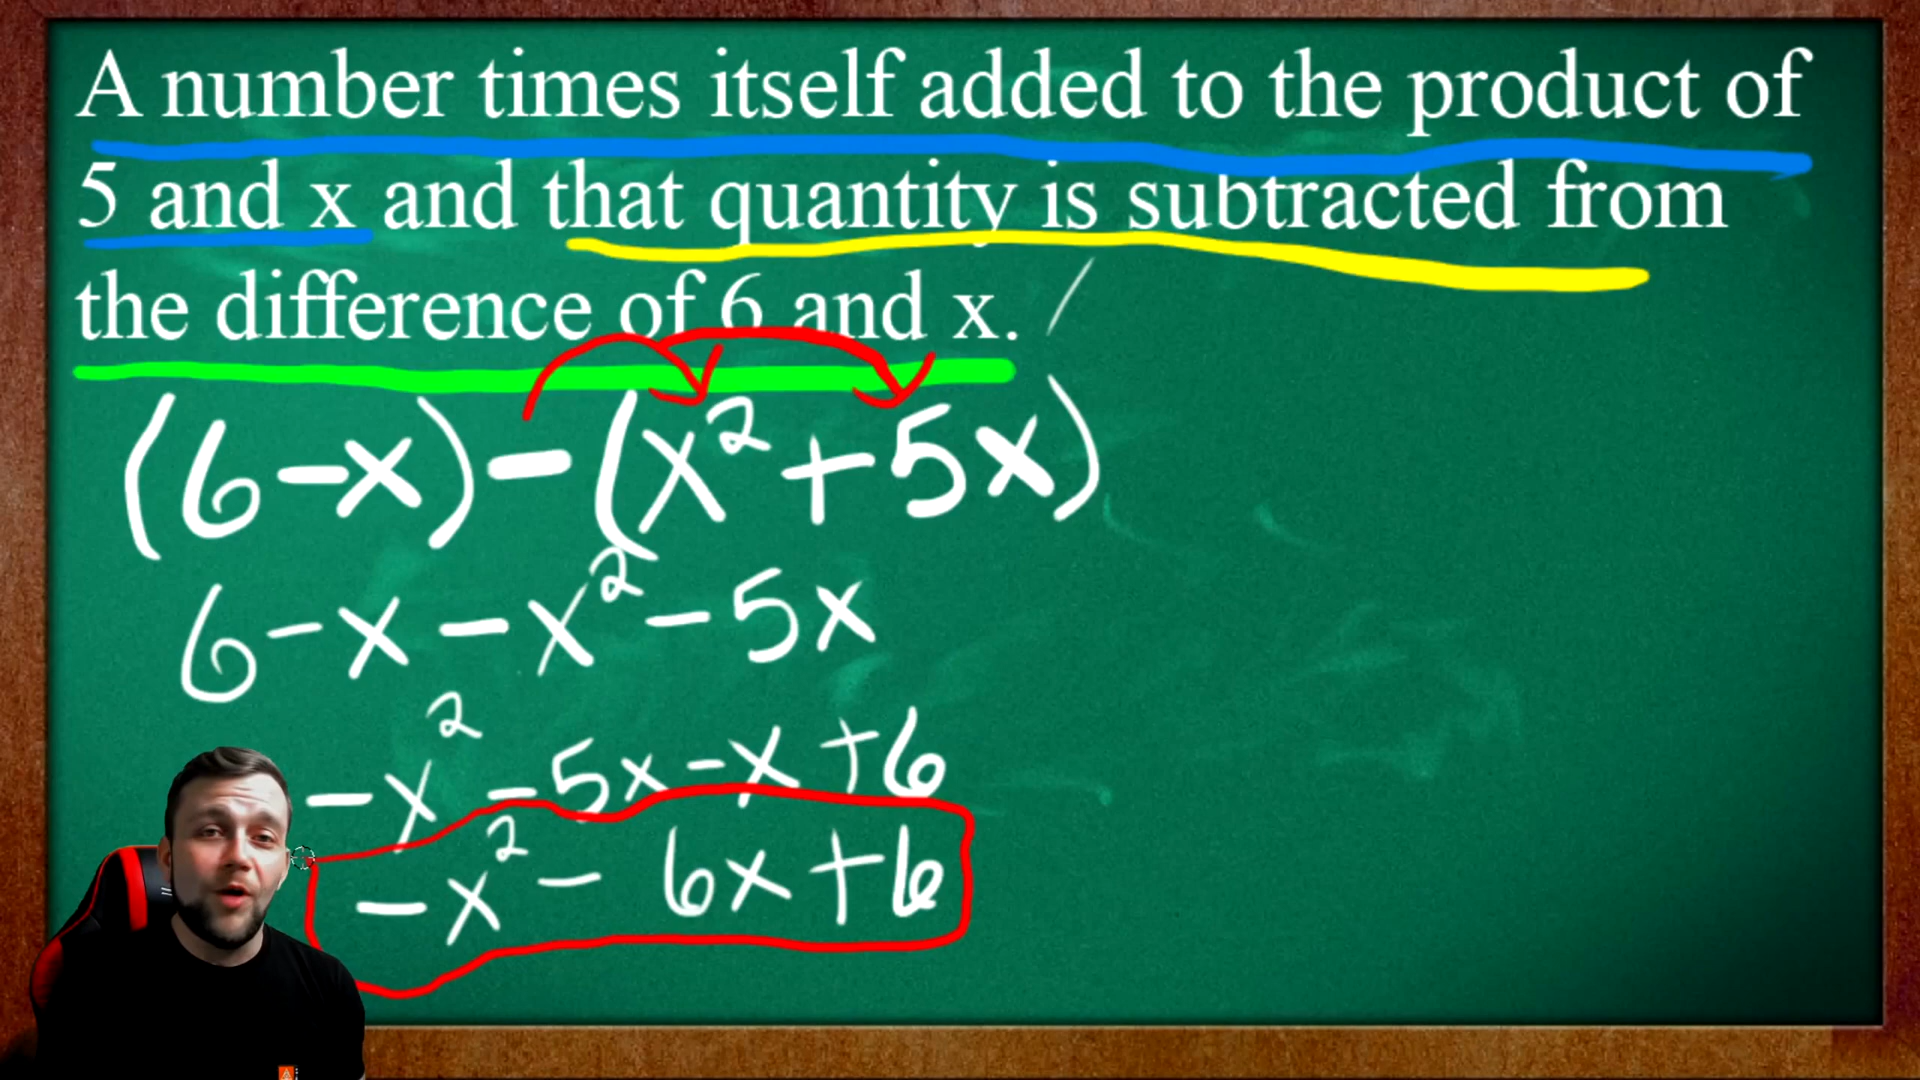 A number times itself added to the product of
5 and x and that quantity is subtracted from
the difference of 6 and x.
(6-x)-(x²+5x)
6-x-x²-5x
-x²-5x-x+6
-x²-6x+6